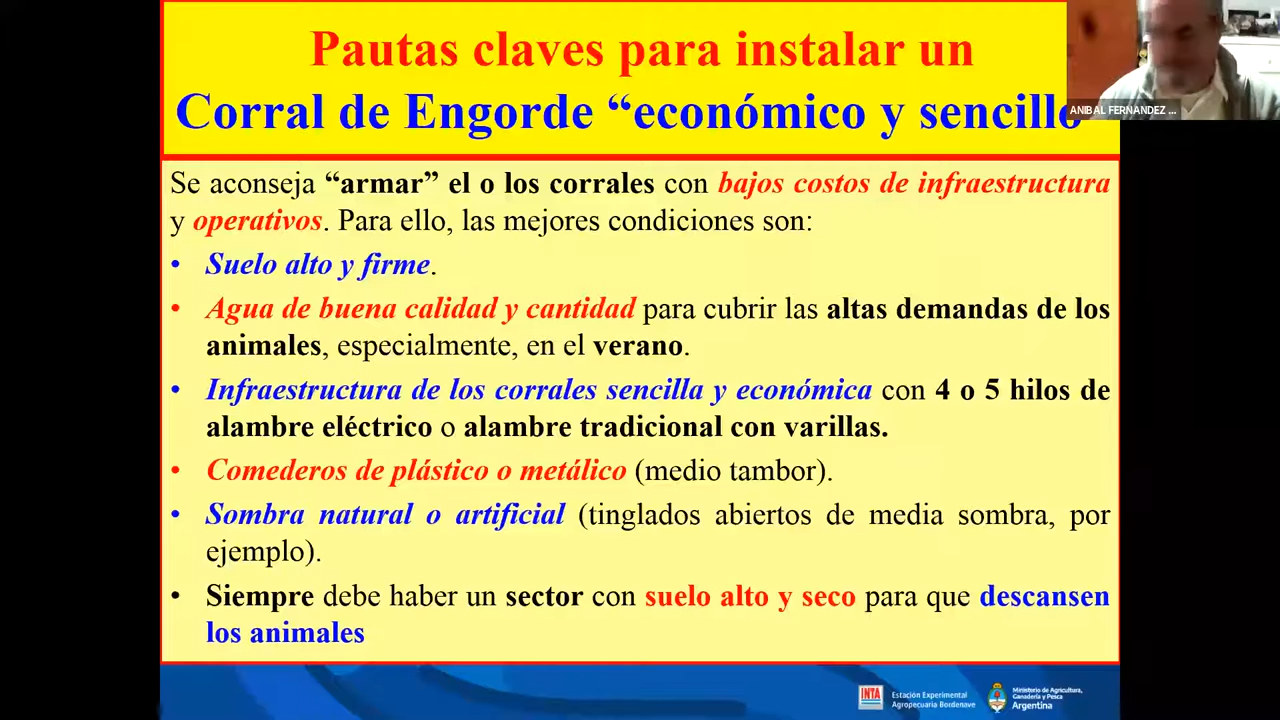 Pautas claves para instalar un
Corral de Engorde “económico y sencillo
ANIBAL FERNANDEZ ...
Se aconseja “armar” el o los corrales con bajos costos de infraestructura
y operativos. Para ello, las mejores condiciones son:
• Suelo alto y firme.
• Agua de buena calidad y cantidad para cubrir las altas demandas de los
animales, especialmente, en el verano.
• Infraestructura de los corrales sencilla y económica con 4 o 5 hilos de
alambre eléctrico o alambre tradicional con varillas.
• Comederos de plástico o metálico (medio tambor).
• Sombra natural o artificial (tinglados abiertos de media sombra, por
ejemplo).
• Siempre debe haber un sector con suelo alto y seco para que descansen
los animales
INTA
Estación Experimental
Agropecuaria Bordenave
Ministerio de Agricultura,
Ganadería y Pesca
Argentina